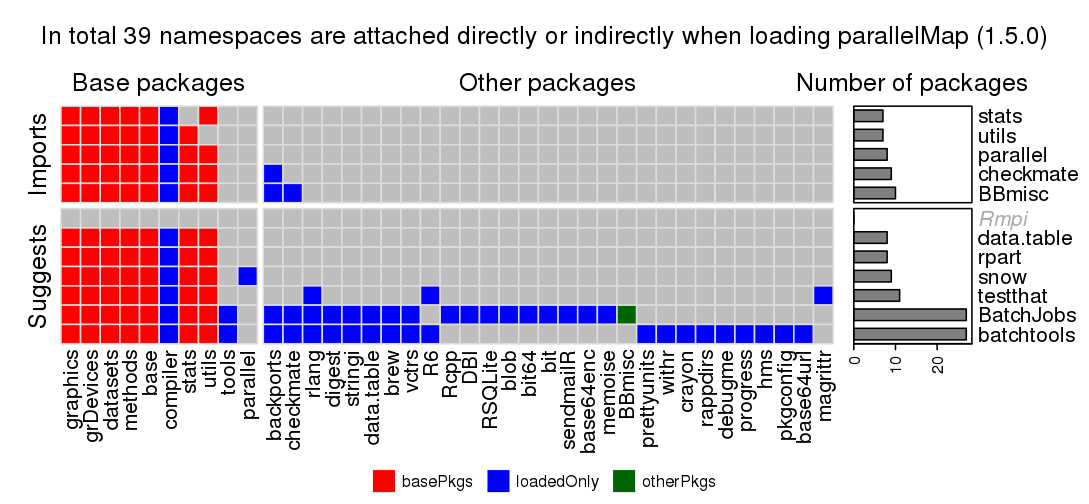 In total 39 namespaces are attached directly or indirectly when loading parallelMap (1.5.0)
Base packages
Other packages
Number of packages
Imports
stats
utils
parallel
checkmate
BBmisc
Suggests
Rmpi
data.table
rpart
snow
testthat
BatchJobs
batchtools
graphics
grDevices
datasets
methods
base
compiler
stats
utils
tools
parallel
backports
checkmate
rlang
digest
stringi
data.table
brew
vctrs
R6
Rcpp
DBI
RSQLite
blob
bit64
bit
sendmailR
base64enc
memoise
BBmisc
prettyunits
withr
crayon
rappdirs
debugme
progress
hms
pkgconfig
base64url
magrittr
0
10
20
basePkgs
loadedOnly
otherPkgs